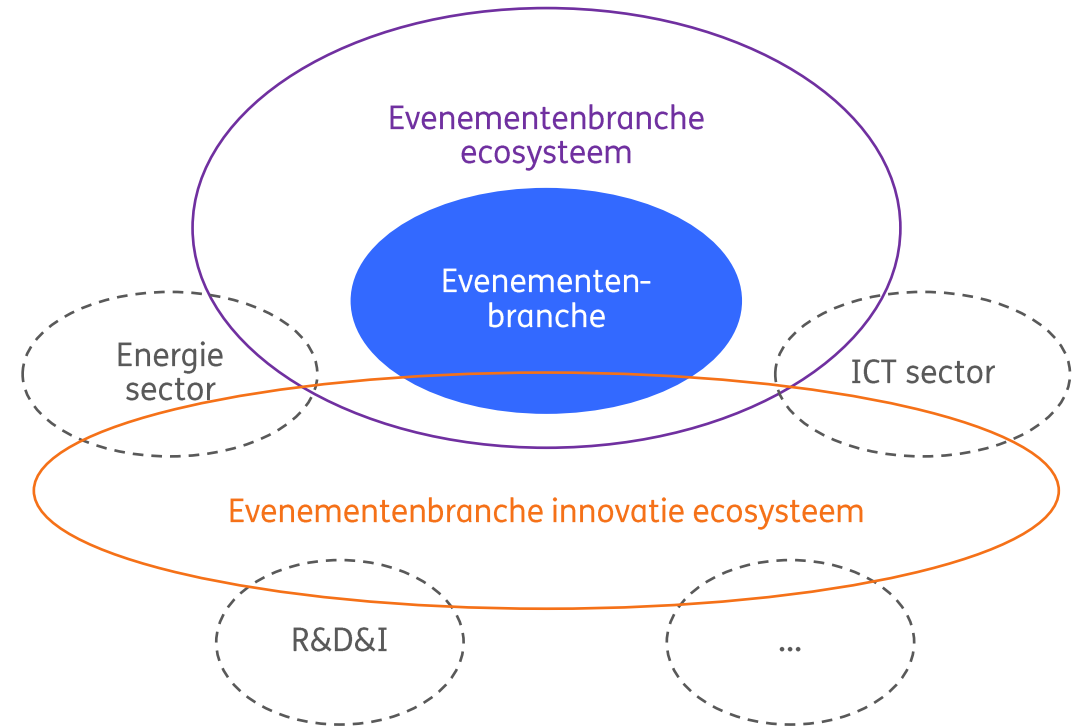 Evenementenbranche
ecosysteem
Evenementen-
branche
Energie
sector
ICT sector
Evenementenbranche innovatie ecosysteem
R&D&I
...